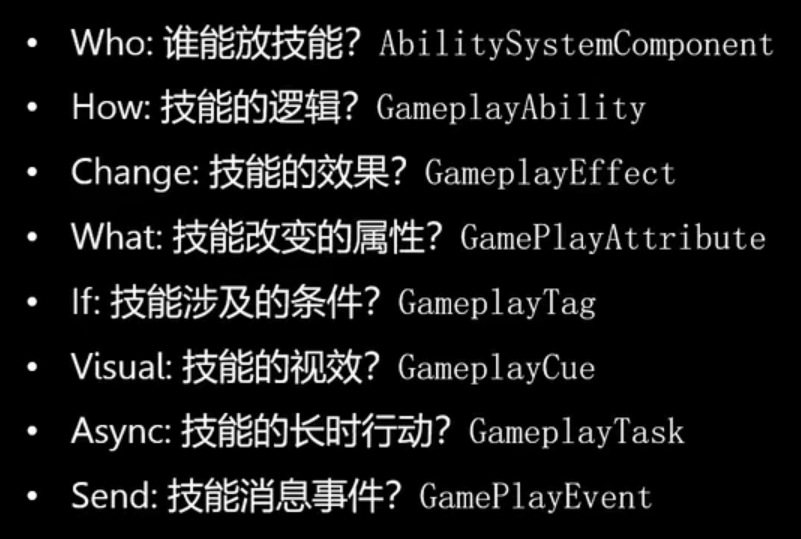 • Who: 谁能放技能？AbilitySystemComponent
• How: 技能的逻辑？GameplayAbility
• Change: 技能的效果？GameplayEffect
• What: 技能改变的属性？GamePlayAttribute
• If: 技能涉及的条件？GameplayTag
• Visual: 技能的视效？GameplayCue
• Async: 技能的长时行动？GameplayTask
• Send: 技能消息事件？GamePlayEvent